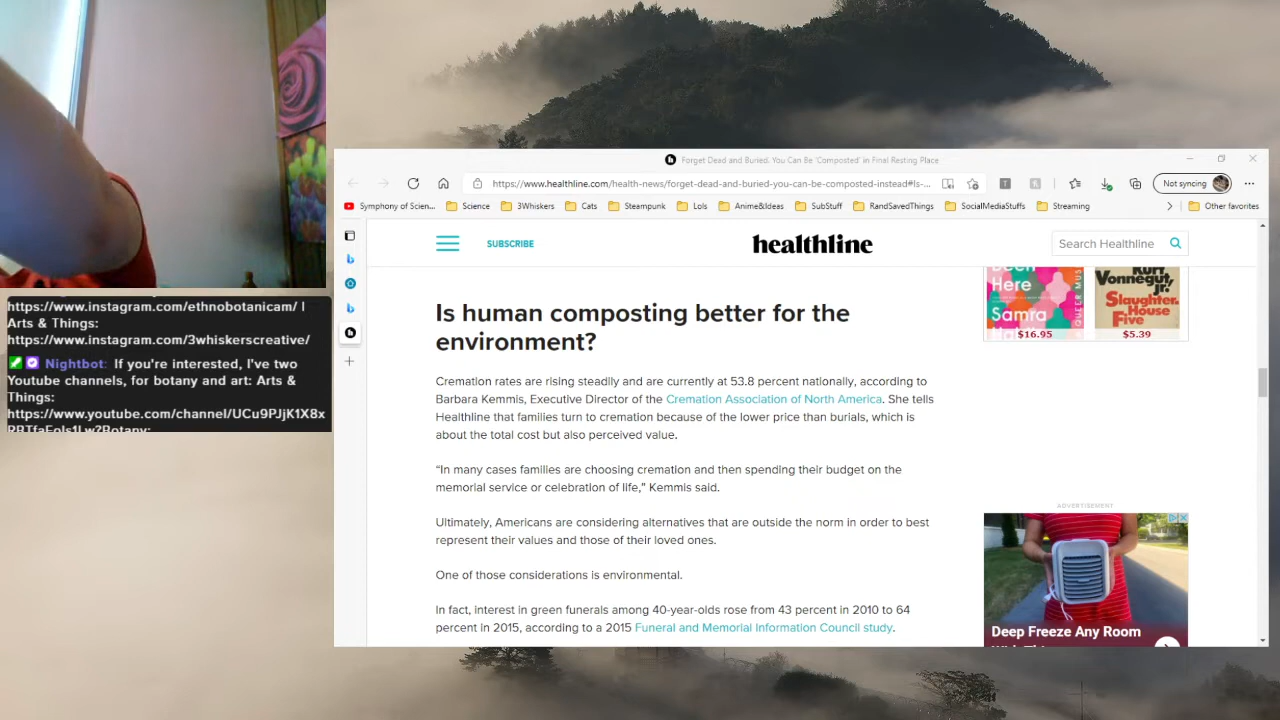 https://www.instagram.com/ethnobotanicam/ |
Arts & Things:
https://www.instagram.com/3whiskerscreative/
Nightbot: If you're interested, I've two
Youtube channels, for botany and art: Arts &
Things:
https://www.youtube.com/channel/UCu9PJjK1X8x
Forget Dead and Buried. You Can Be 'Composted' in Final Resting Place
https://www.healthline.com/health-news/forget-dead-and-buried-you-can-be-composted-instead#Is-...
Not syncing
Symphony of Scien...
Science
3Whiskers
Cats
Steampunk
Lols
Anime&Ideas
SubStuff
RandSavedThings
SocialMediaStuffs
Streaming
Other favorites
SUBSCRIBE
healthline
Search Healthline
Is human composting better for the
environment?
Cremation rates are rising steadily and are currently at 53.8 percent nationally, according to
Barbara Kemmis, Executive Director of the Cremation Association of North America. She tells
Healthline that families turn to cremation because of the lower price than burials, which is
about the total cost but also perceived value.
“In many cases families are choosing cremation and then spending their budget on the
memorial service or celebration of life,” Kemmis said.
Ultimately, Americans are considering alternatives that are outside the norm in order to best
represent their values and those of their loved ones.
One of those considerations is environmental.
In fact, interest in green funerals among 40-year-olds rose from 43 percent in 2010 to 64
percent in 2015, according to a 2015 Funeral and Memorial Information Council study.
Here
Samra
$16.95
Vonnegut,
Jr.
Slaughter-
House
Five
$5.39
ADVERTISEMENT
Deep Freeze Any Room